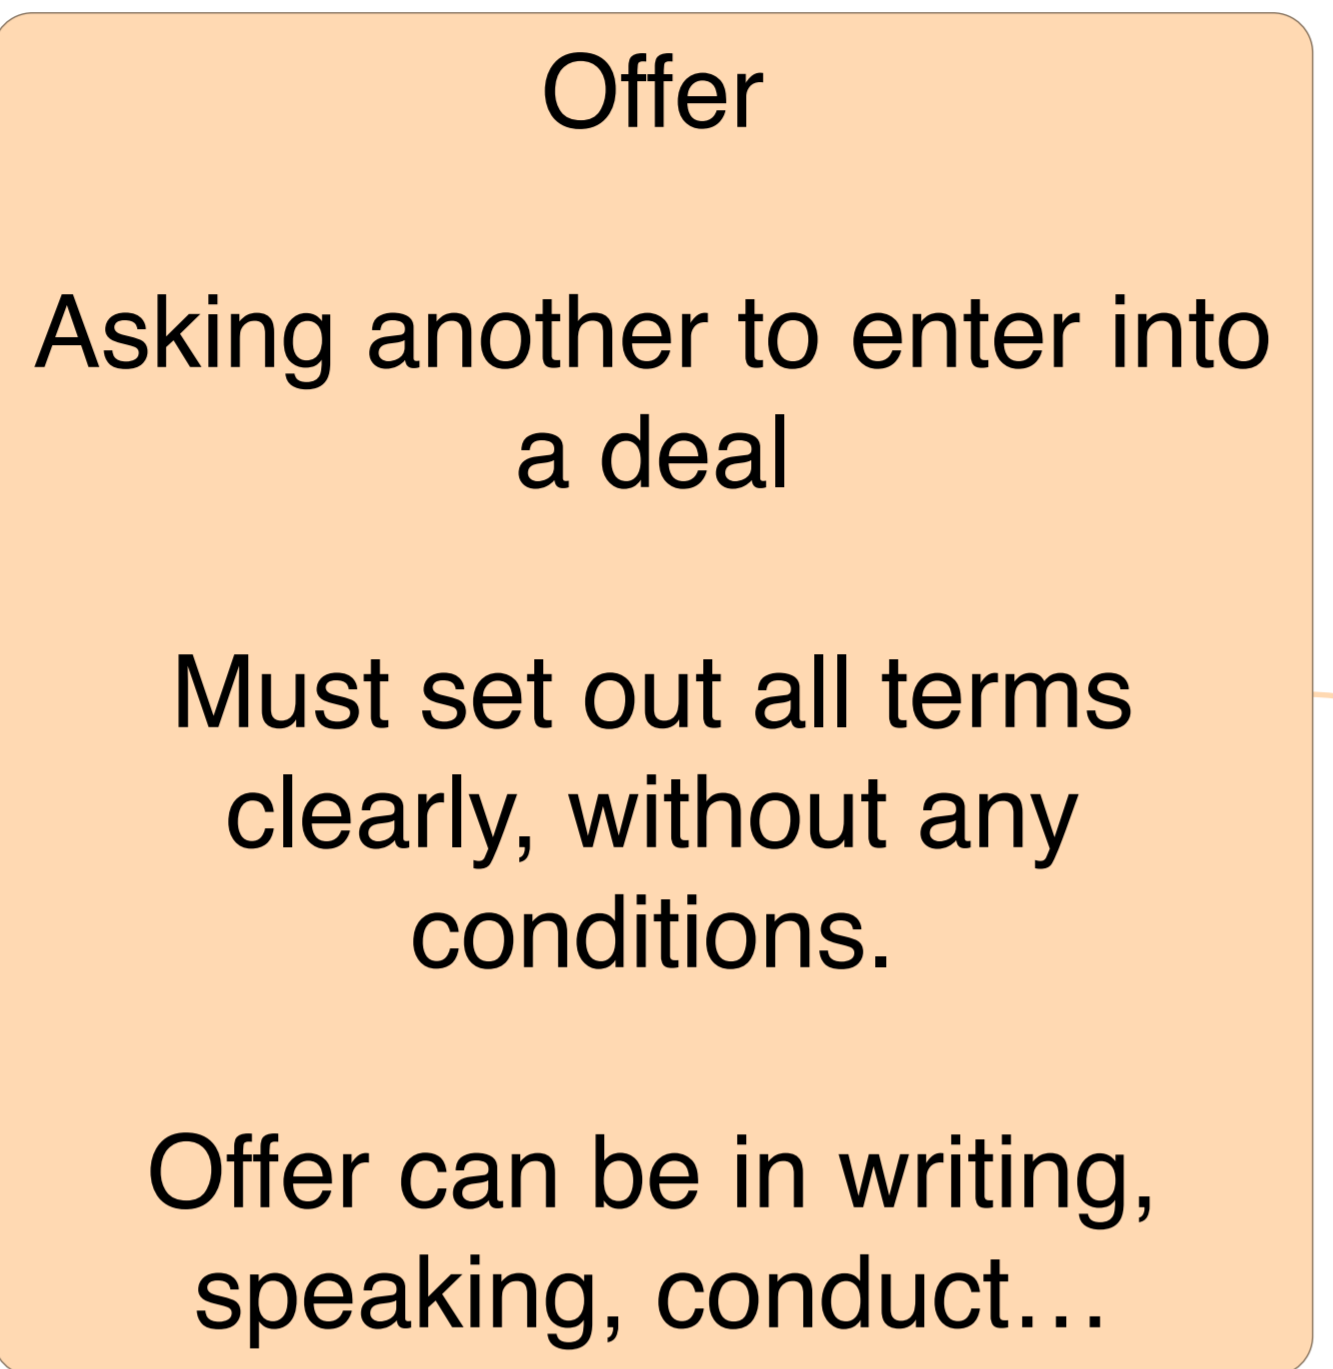 Offer
Asking another to enter into
a deal
Must set out all terms
clearly, without any
conditions.
Offer can be in writing,
speaking, conduct…